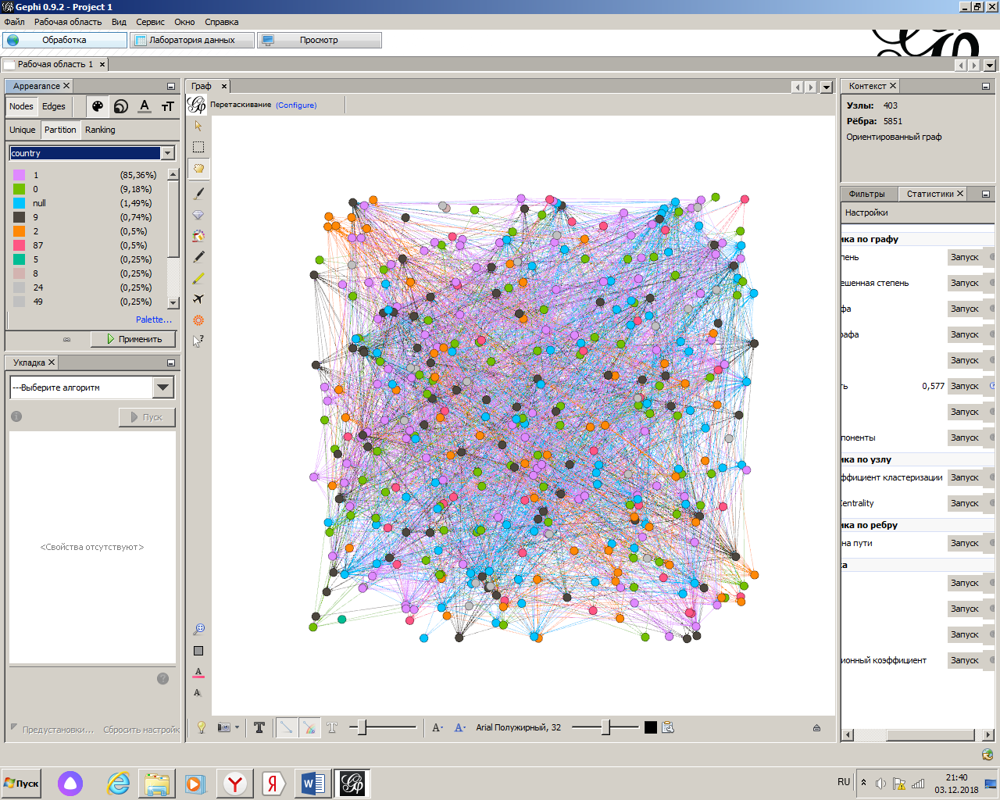 Gephi 0.9.2 - Project 1
Файл Рабочая область Вид Сервис Окно Справка
Обработка Лаборатория данных Просмотр
Рабочая область 1
Appearance
Nodes Edges
Unique Partition Ranking
country
1 (85,36%)
0 (9,18%)
null (1,49%)
9 (0,74%)
2 (0,5%)
87 (0,5%)
5 (0,25%)
8 (0,25%)
24 (0,25%)
49 (0,25%)
Palette...
Применить
Укладка
---Выберите алгоритм
Пуск
<Свойства отсутствуют>
Предустановки... Сбросить настройк
Граф
Перетаскивание (Configure)
Arial Полужирный, 32
Контекст
Узлы: 403
Рёбра: 5851
Ориентированный граф
Фильтры Статистики
Настройки
ика по графу
пень Запуск
ешенная степень Запуск
фа Запуск
рафа Запуск
Запуск
ть 0,577 Запуск
Запуск
поненты Запуск
ика по узлу
ффициент кластеризации Запуск
Centrality Запуск
ика по ребру
на пути Запуск
ка
Запуск
Запуск
Запуск
ионный коэффициент Запуск
Пуск
RU
21:40
03.12.2018